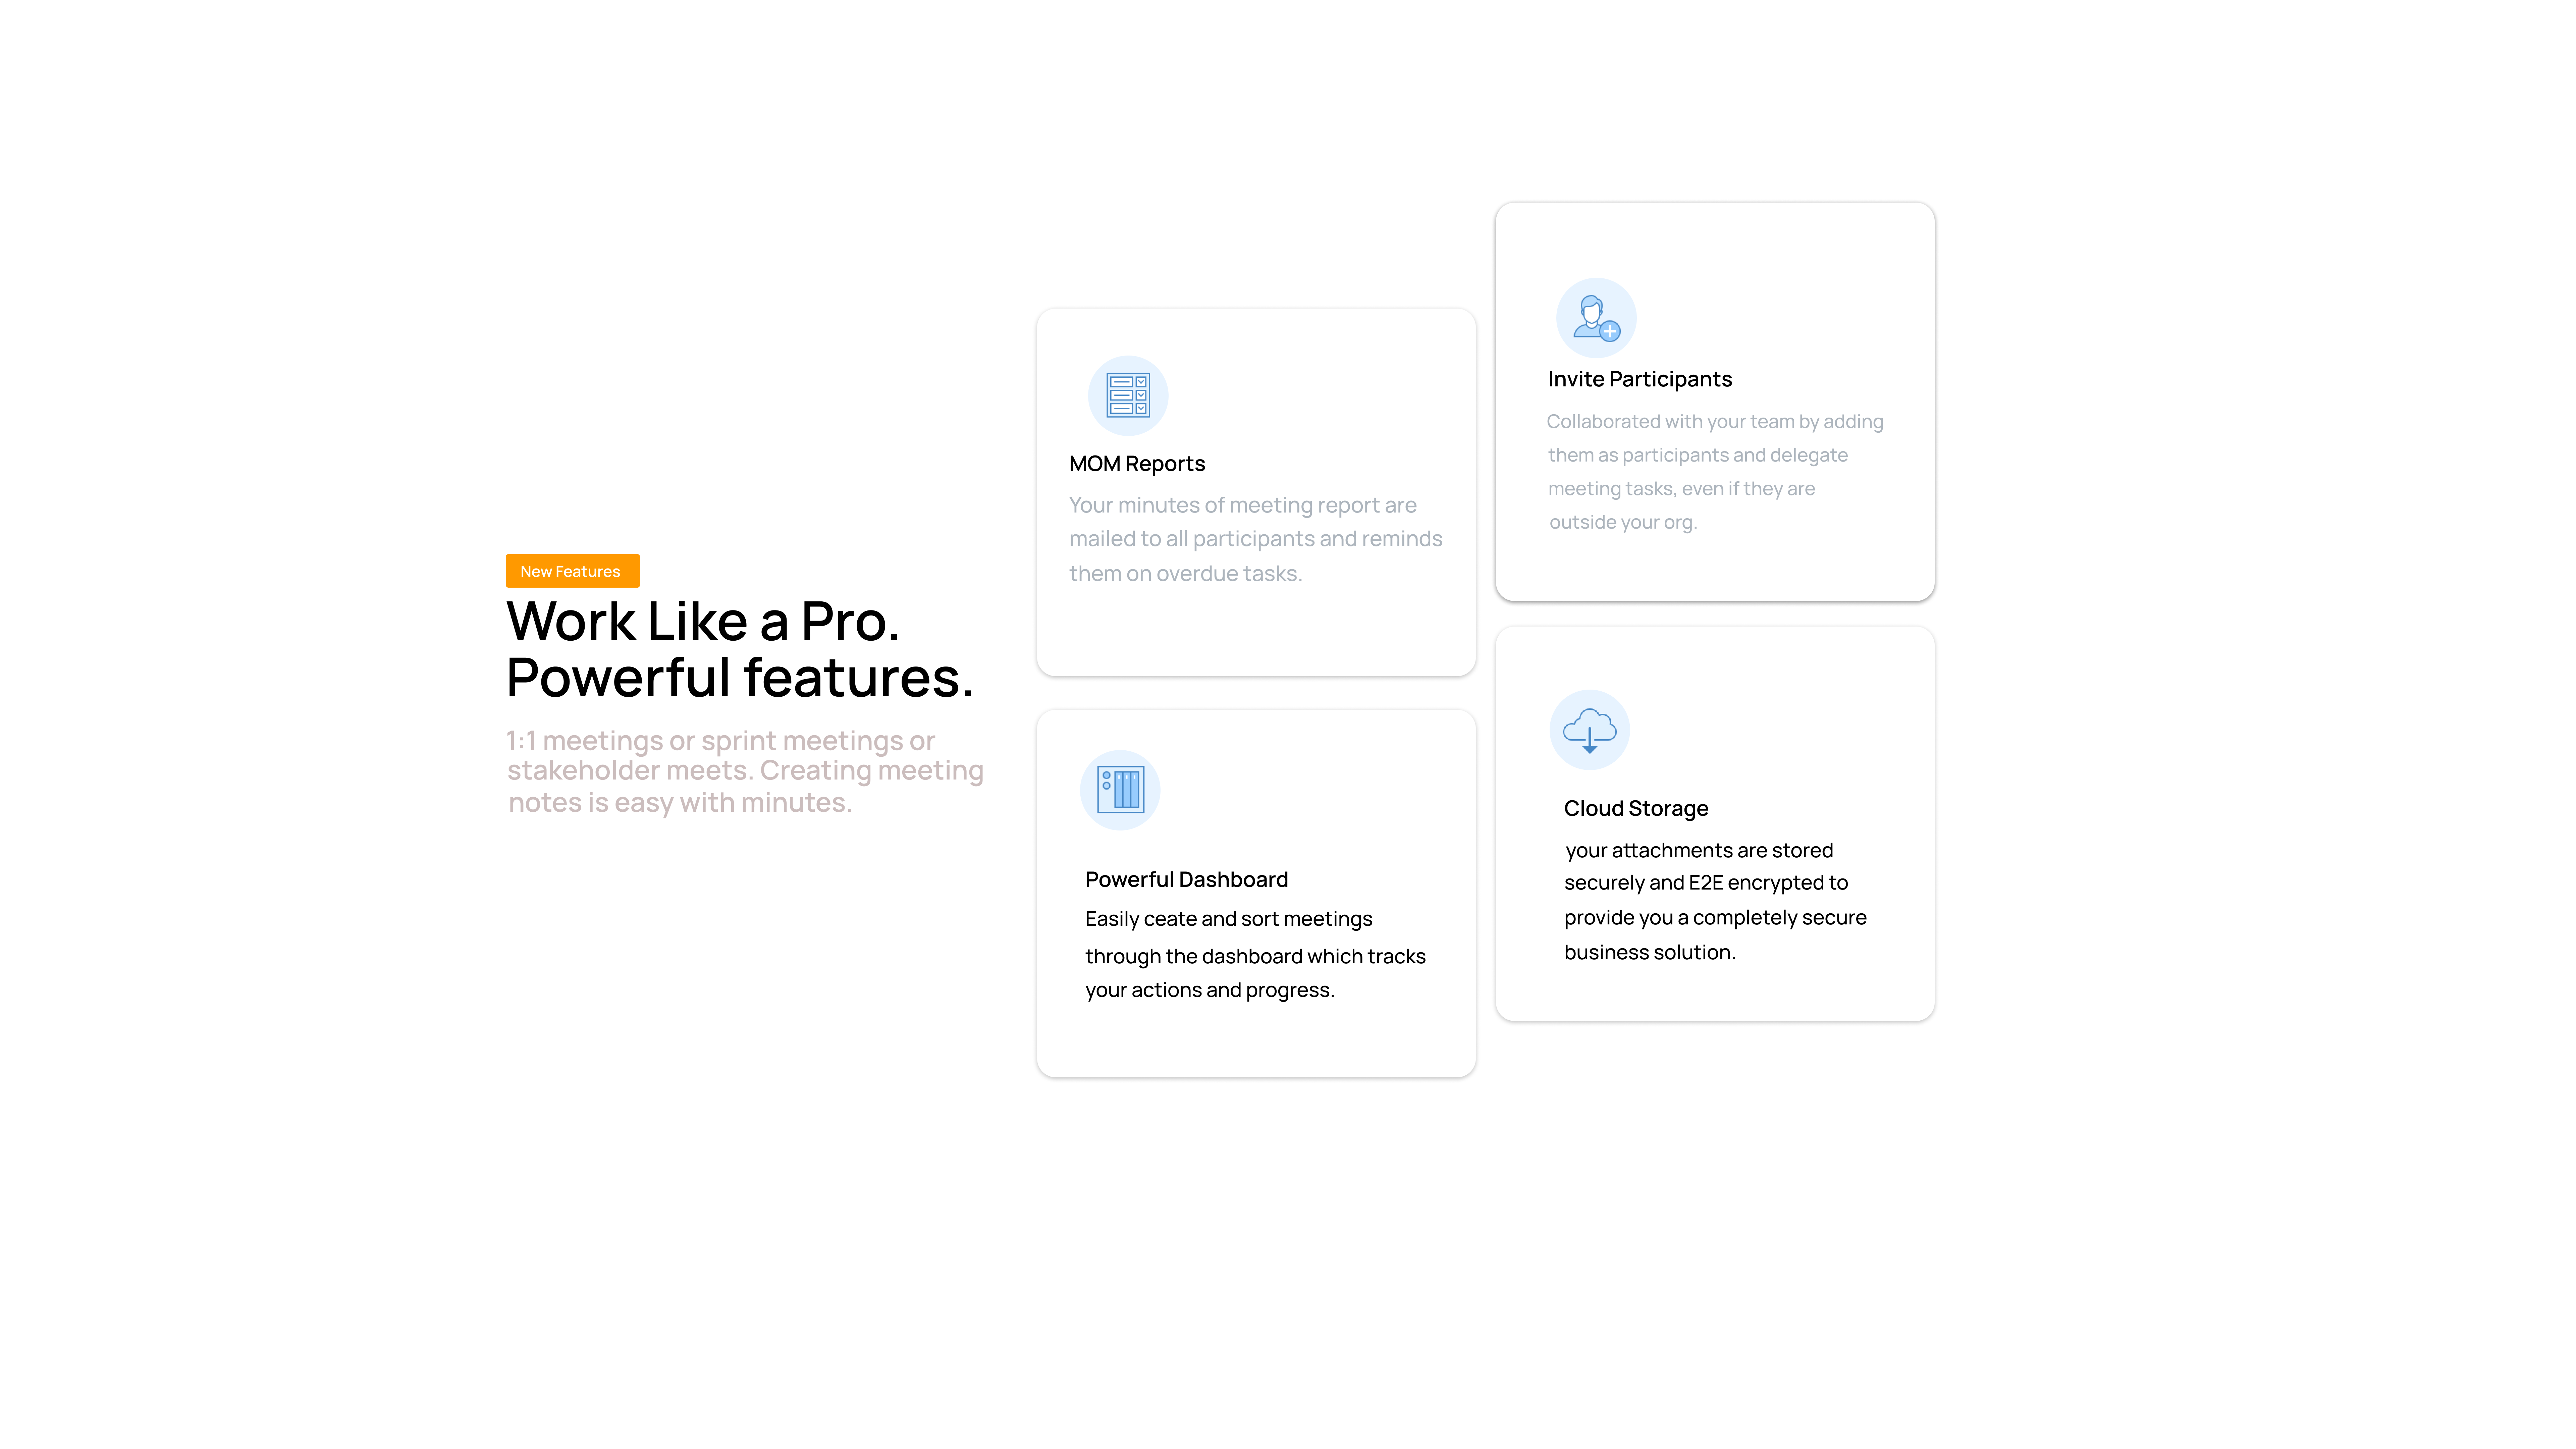 New Features
Work Like a Pro.
Powerful features.
1:1 meetings or sprint meetings or
stakeholder meets. Creating meeting
notes is easy with minutes.
MOM Reports
Your minutes of meeting report are
mailed to all participants and reminds
them on overdue tasks.
Invite Participants
Collaborated with your team by adding
them as participants and delegate
meeting tasks, even if they are
outside your org.
Powerful Dashboard
Easily ceate and sort meetings
through the dashboard which tracks
your actions and progress.
Cloud Storage
your attachments are stored
securely and E2E encrypted to
provide you a completely secure
business solution.